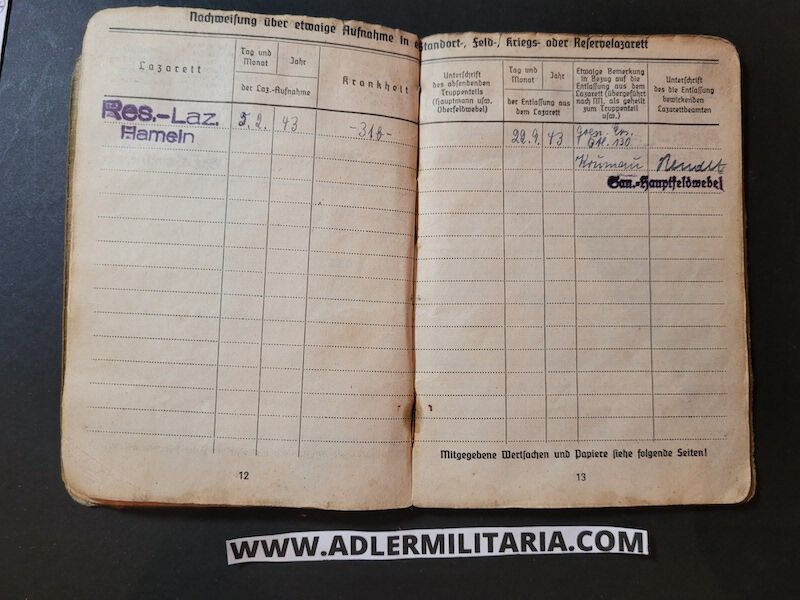 Nachweisung über etwaige Aufnahme in e Standort-, Feld-, Kriegs- oder Reservelazarett
Lazarett
Tag und
Monat
Jahr
der Laz.-Aufnahme
Krankheit
Res.-Laz.
Hameln
5. 2. 43
12
Unterschrift
des absendenden
Truppenteils
(Hauptmann usw.
Oberfeldwebel)
Tag und
Monat
Jahr
der Entlassung aus
dem Lazarett
Etwaige Bemerkung
in Bezug auf die
Entlassung aus dem
Lazarett (übergeführt
nach NN, als geheilt
zum Truppenteil
usw.)
Unterschrift
des die Entlassung
bewirkenden
Lazarettbeamten
43
Krumau
San.-Hauptfeldwebel
Mitgegebene Wertsachen und Papiere siehe folgende Seiten!
13
WWW.ADLERMILITARIA.COM